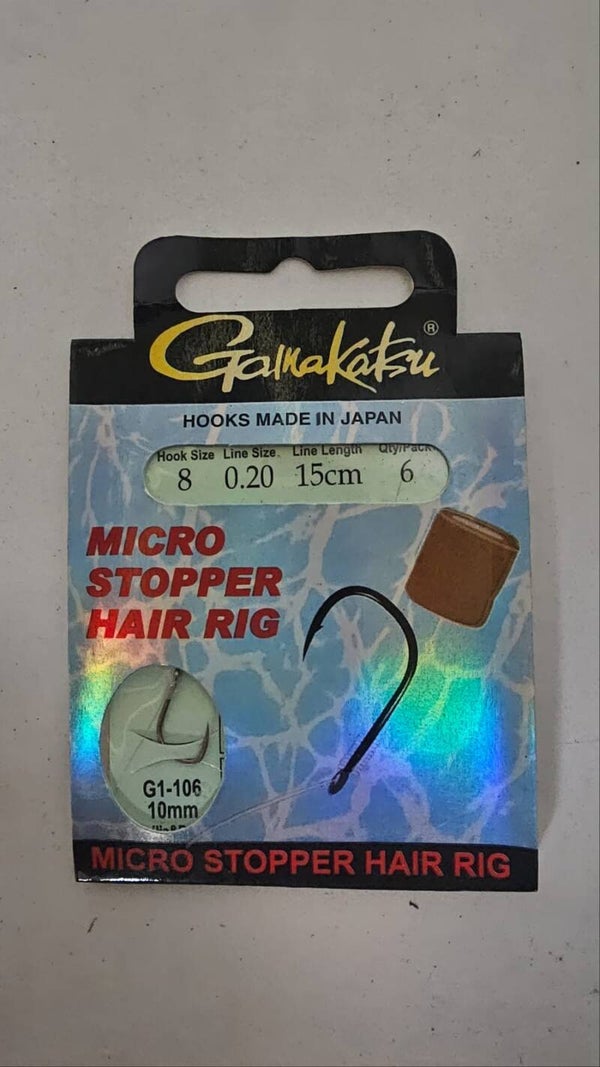 Gamakatsu®
HOOKS MADE IN JAPAN
Hook Size Line Size Line Length Qty/Pack
8 0.20 15cm 6
MICRO
STOPPER
HAIR RIG
G1-106
10mm
MICRO STOPPER HAIR RIG